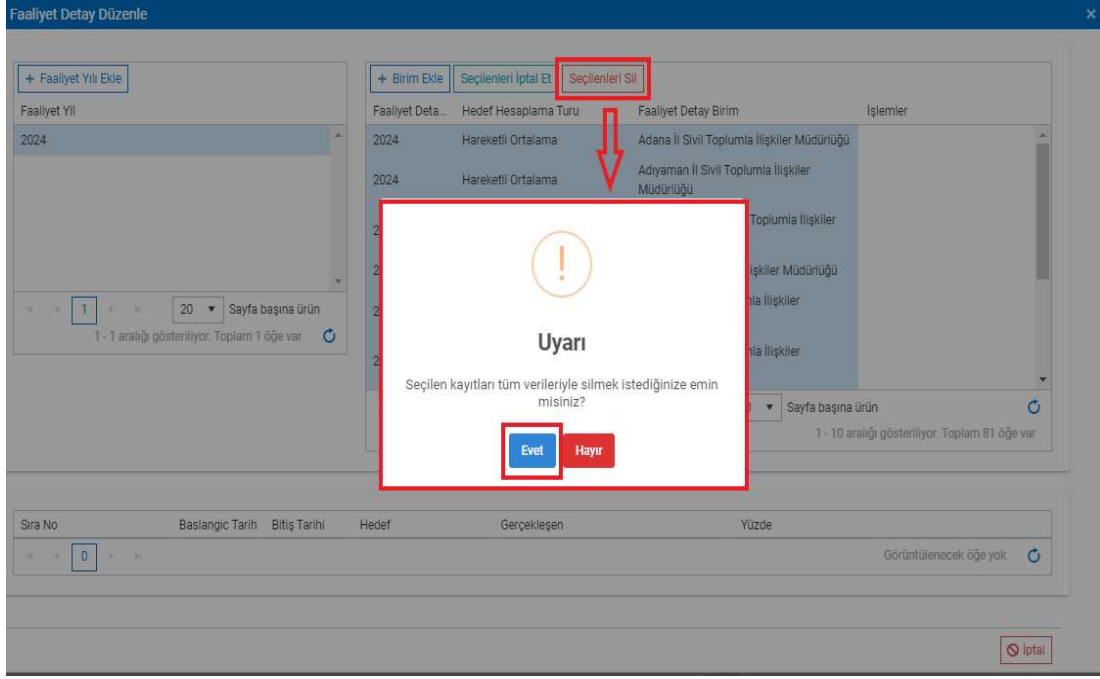 Faaliyet Detay Düzenle
+ Faaliyet Yılı Ekle
Faaliyet Yıl
2024
1
20 Sayfa başına ürün
1 - 1 aralığı gösteriliyor. Toplam 1 öğe var
+ Birim Ekle Seçilenleri İptal Et Seçilenleri Sil
Faaliyet Deta... Hedef Hesaplama Turu Faaliyet Detay Birim İşlemler
2024 Hareketli Ortalama Adana İl Sivil Toplumla İlişkiler Müdürlüğü
2024 Hareketli Ortalama Adıyaman İl Sivil Toplumla İlişkiler
Müdürlüğü
Toplumla İlişkiler
Müdürlüğü
İlişkiler
İlişkiler
Sayfa başına ürün
1 - 10 aralığı gösteriliyor. Toplam 81 öğe var
Uyarı
Seçilen kayıtları tüm verileriyle silmek istediğinize emin
misiniz?
Evet Hayır
Sıra No Baslangic Tarih Bitiş Tarihi Hedef Gerçekleşen Yüzde
0
Görüntülenecek öğe yok
İptal